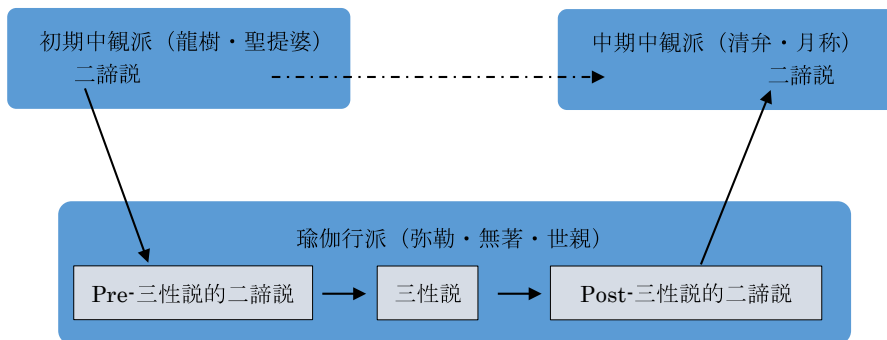 初期中観派（龍樹・聖提婆）
二諦説
中期中観派（清弁・月称）
二諦説
瑜伽行派（弥勒・無著・世親）
Pre-三性説的二諦説
三性説
Post-三性説的二諦説